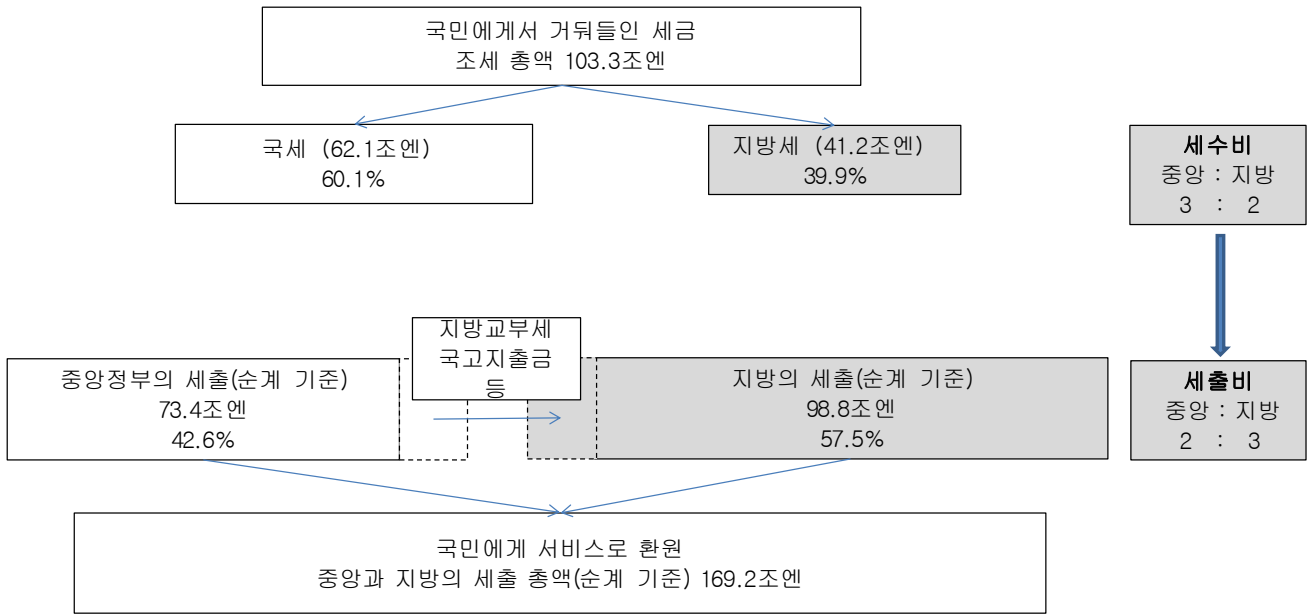 국민에게서 거둬들인 세금
조세 총액 103.3조엔
국세 (62.1조엔)
60.1%
지방세 (41.2조엔)
39.9%
세수비
중앙 : 지방
3 : 2
지방교부세
국고지출금
등
중앙정부의 세출(순계 기준)
73.4조엔
42.6%
지방의 세출(순계 기준)
98.8조엔
57.5%
세출비
중앙 : 지방
2 : 3
국민에게 서비스로 환원
중앙과 지방의 세출 총액(순계 기준) 169.2조엔